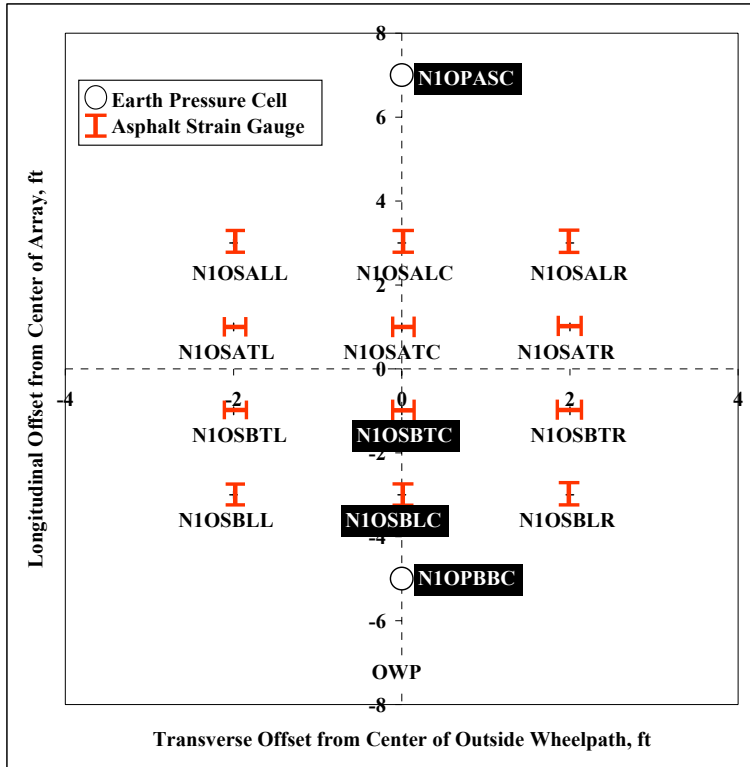 8
N1OPASC
Earth Pressure Cell
Asphalt Strain Gauge
6
4
N1OSALL N1OSALC N1OSALR
2
N1OSATL N1OSATC N1OSATR
0
-4 -2 0 2 4
N1OSBTL N1OSBTC N1OSBTR
-2
N1OSBLL N1OSBLC N1OSBLR
-4
N1OPBBC
-6
OWP
-8
Longitudinal Offset from Center of Array, ft
Transverse Offset from Center of Outside Wheelpath, ft